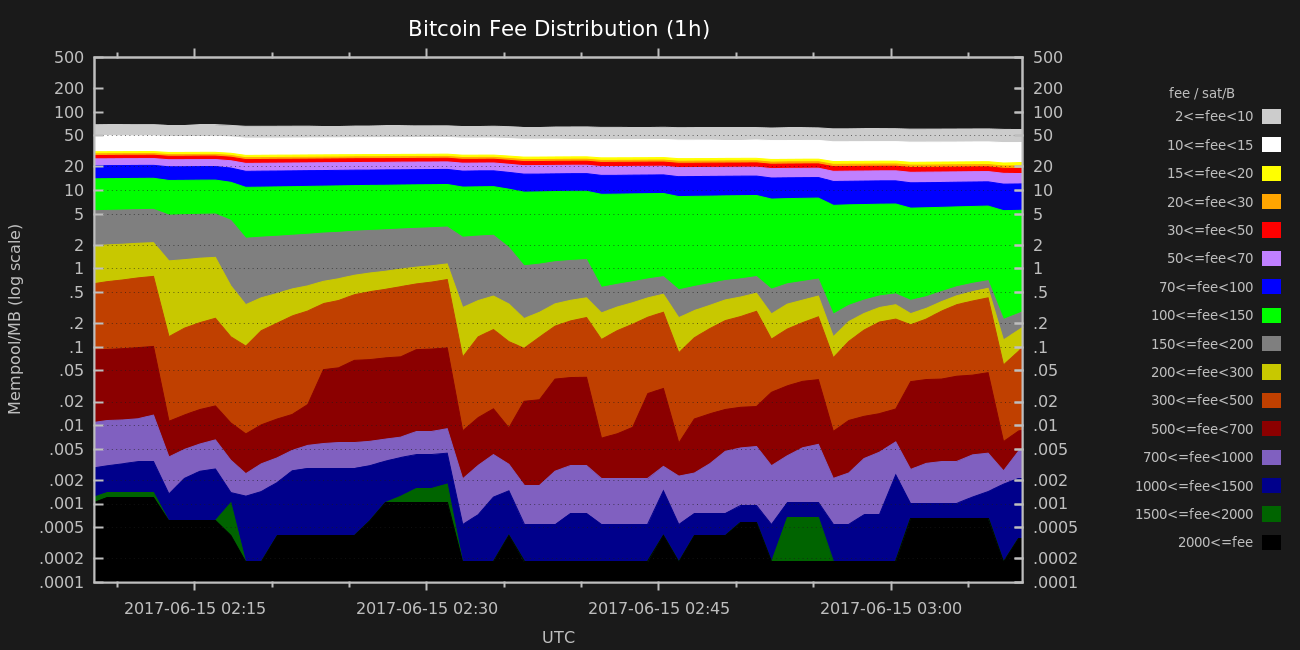 Bitcoin Fee Distribution (1h)
Mempool/MB (log scale)
500
200
100
50
20
10
5
2
1
.5
.2
.1
.05
.02
.01
.005
.002
.001
.0005
.0002
.0001
500
200
100
50
20
10
5
2
1
.5
.2
.1
.05
.02
.01
.005
.002
.001
.0005
.0002
.0001
2017-06-15 02:15 2017-06-15 02:30 2017-06-15 02:45 2017-06-15 03:00
UTC
fee / sat/B
2<=fee<10
10<=fee<15
15<=fee<20
20<=fee<30
30<=fee<50
50<=fee<70
70<=fee<100
100<=fee<150
150<=fee<200
200<=fee<300
300<=fee<500
500<=fee<700
700<=fee<1000
1000<=fee<1500
1500<=fee<2000
2000<=fee